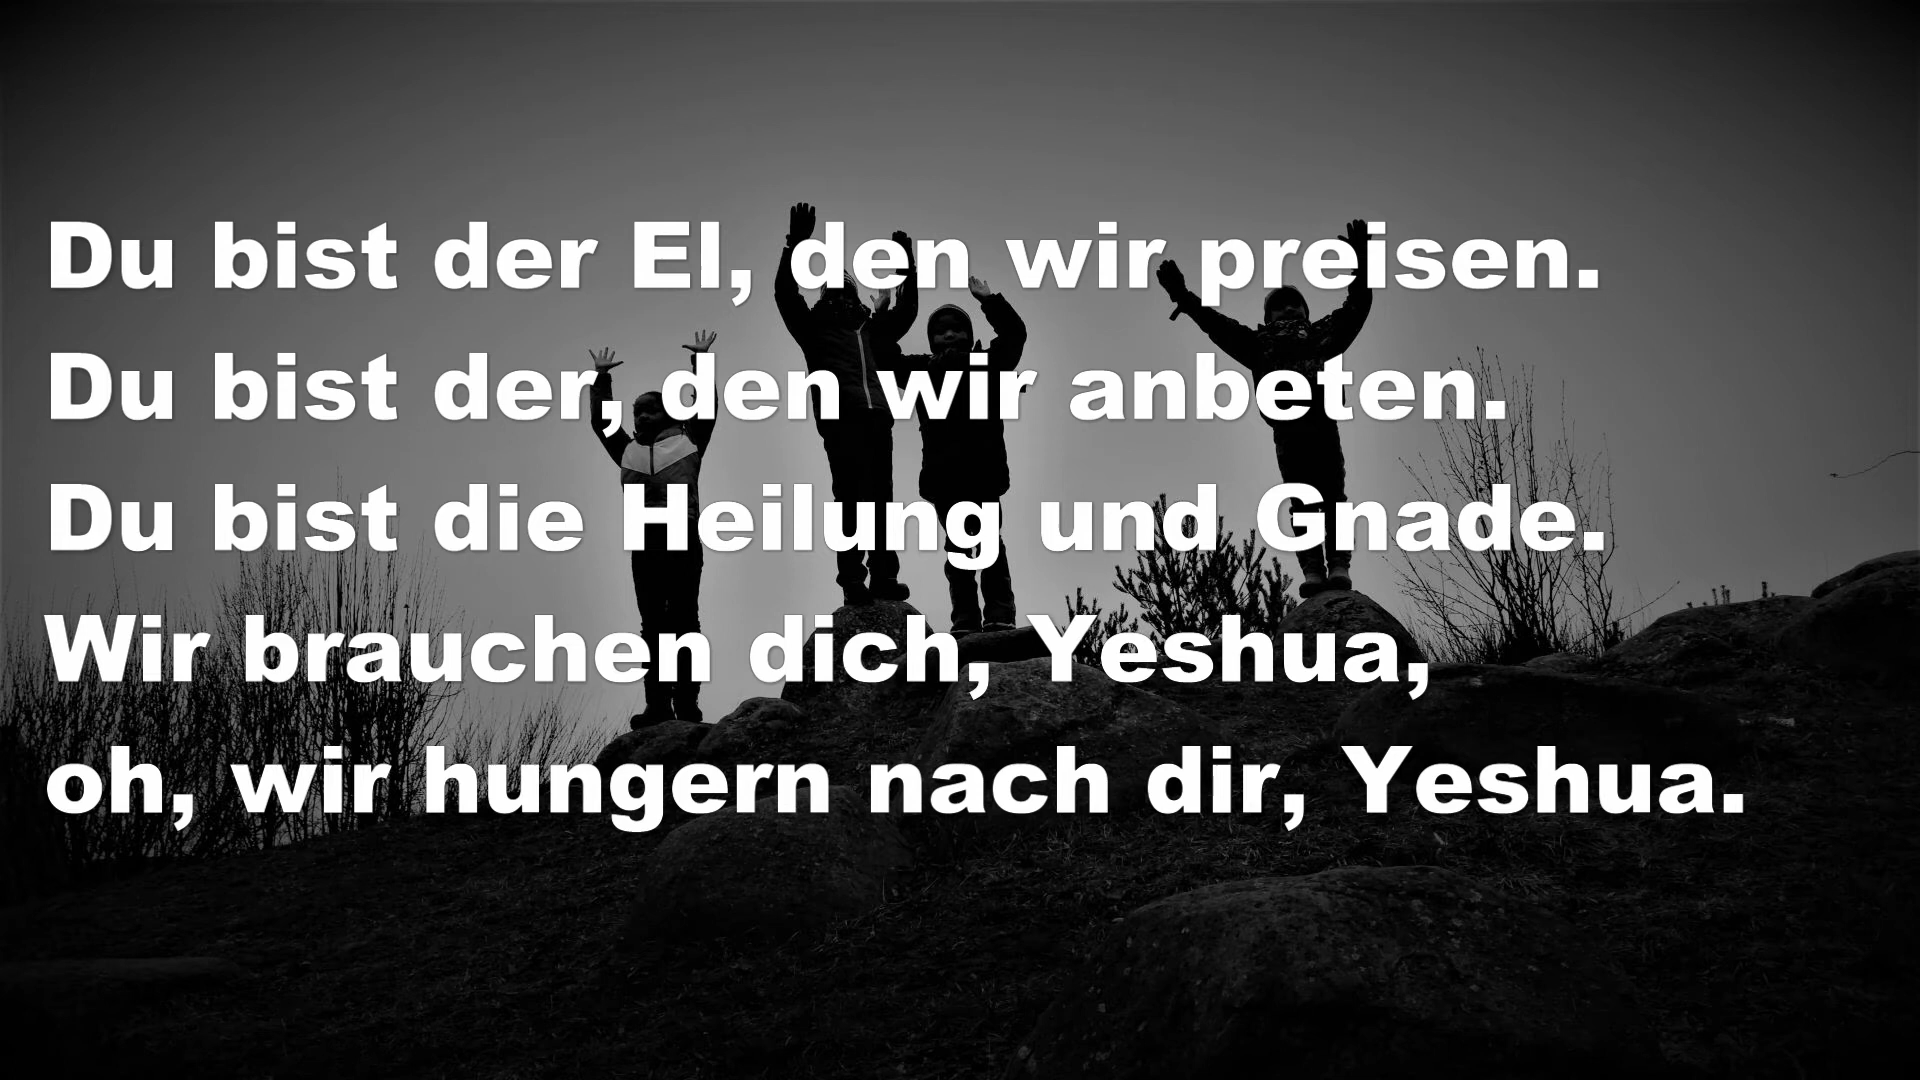 Du bist der El, den wir preisen.
Du bist der, den wir anbeten.
Du bist die Heilung und Gnade.
Wir brauchen dich, Yeshua,
oh, wir hungern nach dir, Yeshua.